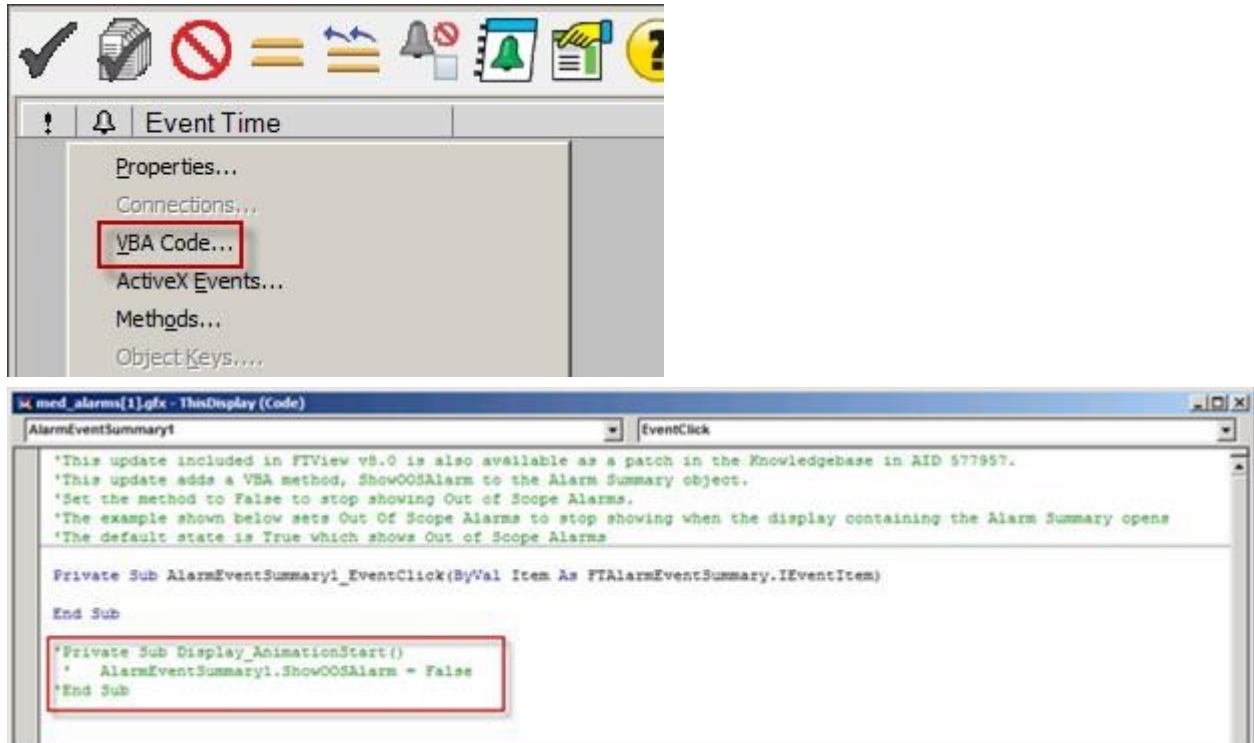 ! Event Time
Properties...
Connections...
VBA Code...
ActiveX Events...
Methods...
Object Keys....
med_alarms[1].gfx - ThisDisplay (Code)
AlarmEventSummary1 EventClick
'This update included in FTView v8.0 is also available as a patch in the Knowledgebase in AID 577957.
'This update adds a VBA method, ShowOOSAlarm to the Alarm Summary object.
'Set the method to False to stop showing Out of Scope Alarms.
'The example shown below sets Out Of Scope Alarms to stop showing when the display containing the Alarm Summary opens
'The default state is True which shows Out of Scope Alarms
Private Sub AlarmEventSummary1_EventClick(ByVal Item As FTAlarmEventSummary.IEventItem)
End Sub
'Private Sub Display_AnimationStart()
' AlarmEventSummary1.ShowOOSAlarm = False
'End Sub